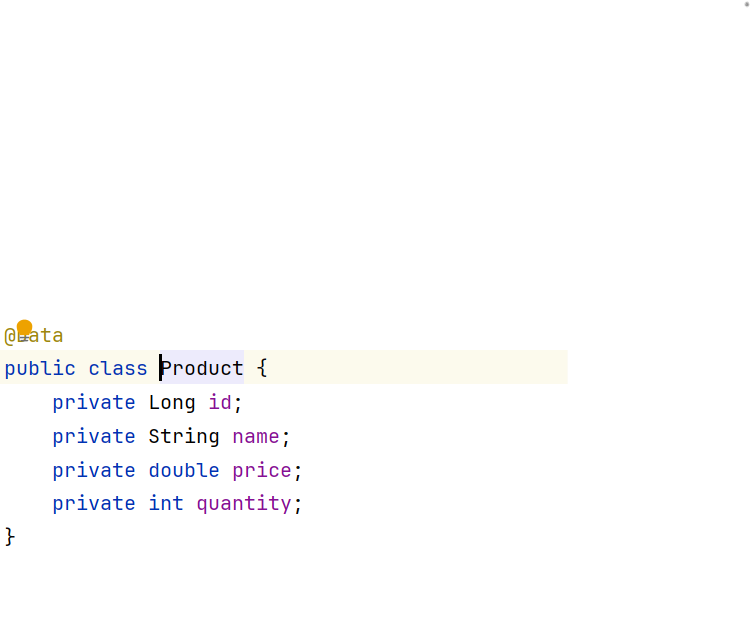 @Data
public class Product {
    private Long id;
    private String name;
    private double price;
    private int quantity;
}